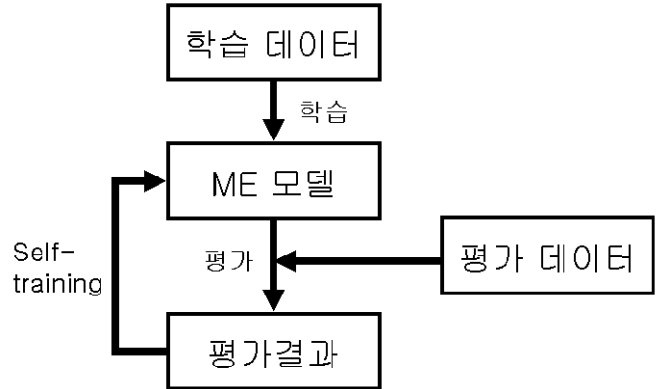 학습 데이터
학습
ME 모델
Self-
training
평가
평가 데이터
평가결과